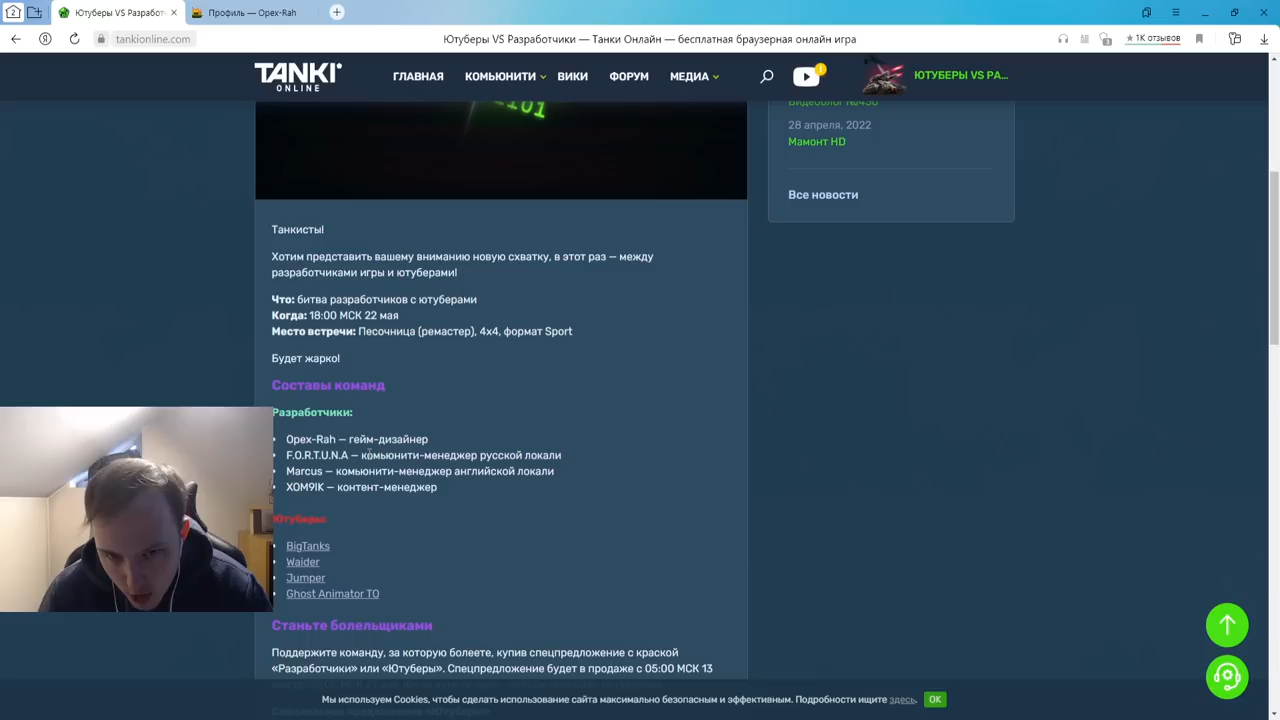 Ютуберы VS Разработ
Профиль — Opex-Rah
tankionline.com
Ютуберы VS Разработчики — Танки Онлайн — бесплатная браузерная онлайн игра
1K отзывов
TANKI
ONLINE
ГЛАВНАЯ
КОМЬЮНИТИ
ВИКИ
ФОРУМ
МЕДИА
ЮТУБЕРЫ VS РА...
Видеоблог №430
28 апреля, 2022
Мамонт HD
Все новости
Танкисты!
Хотим представить вашему вниманию новую схватку, в этот раз — между
разработчиками игры и ютуберами!
Что: битва разработчиков с ютуберами
Когда: 18:00 МСК 22 мая
Место встречи: Песочница (ремастер), 4x4, формат Sport
Будет жарко!
Составы команд
Разработчики:
Opex-Rah — гейм-дизайнер
F.O.R.T.U.N.A — комьюнити-менеджер русской локали
Marcus — комьюнити-менеджер английской локали
XOM9IK — контент-менеджер
Ютуберы:
BigTanks
Waider
Jumper
Ghost Animator TO
Станьте болельщиками
Поддержите команду, за которую болеете, купив спецпредложение с краской
«Разработчики» или «Ютуберы». Спецпредложение будет в продаже с 05:00 МСК 13
Мы используем Cookies, чтобы сделать использование сайта максимально безопасным и эффективным. Подробности ищите здесь.
OK